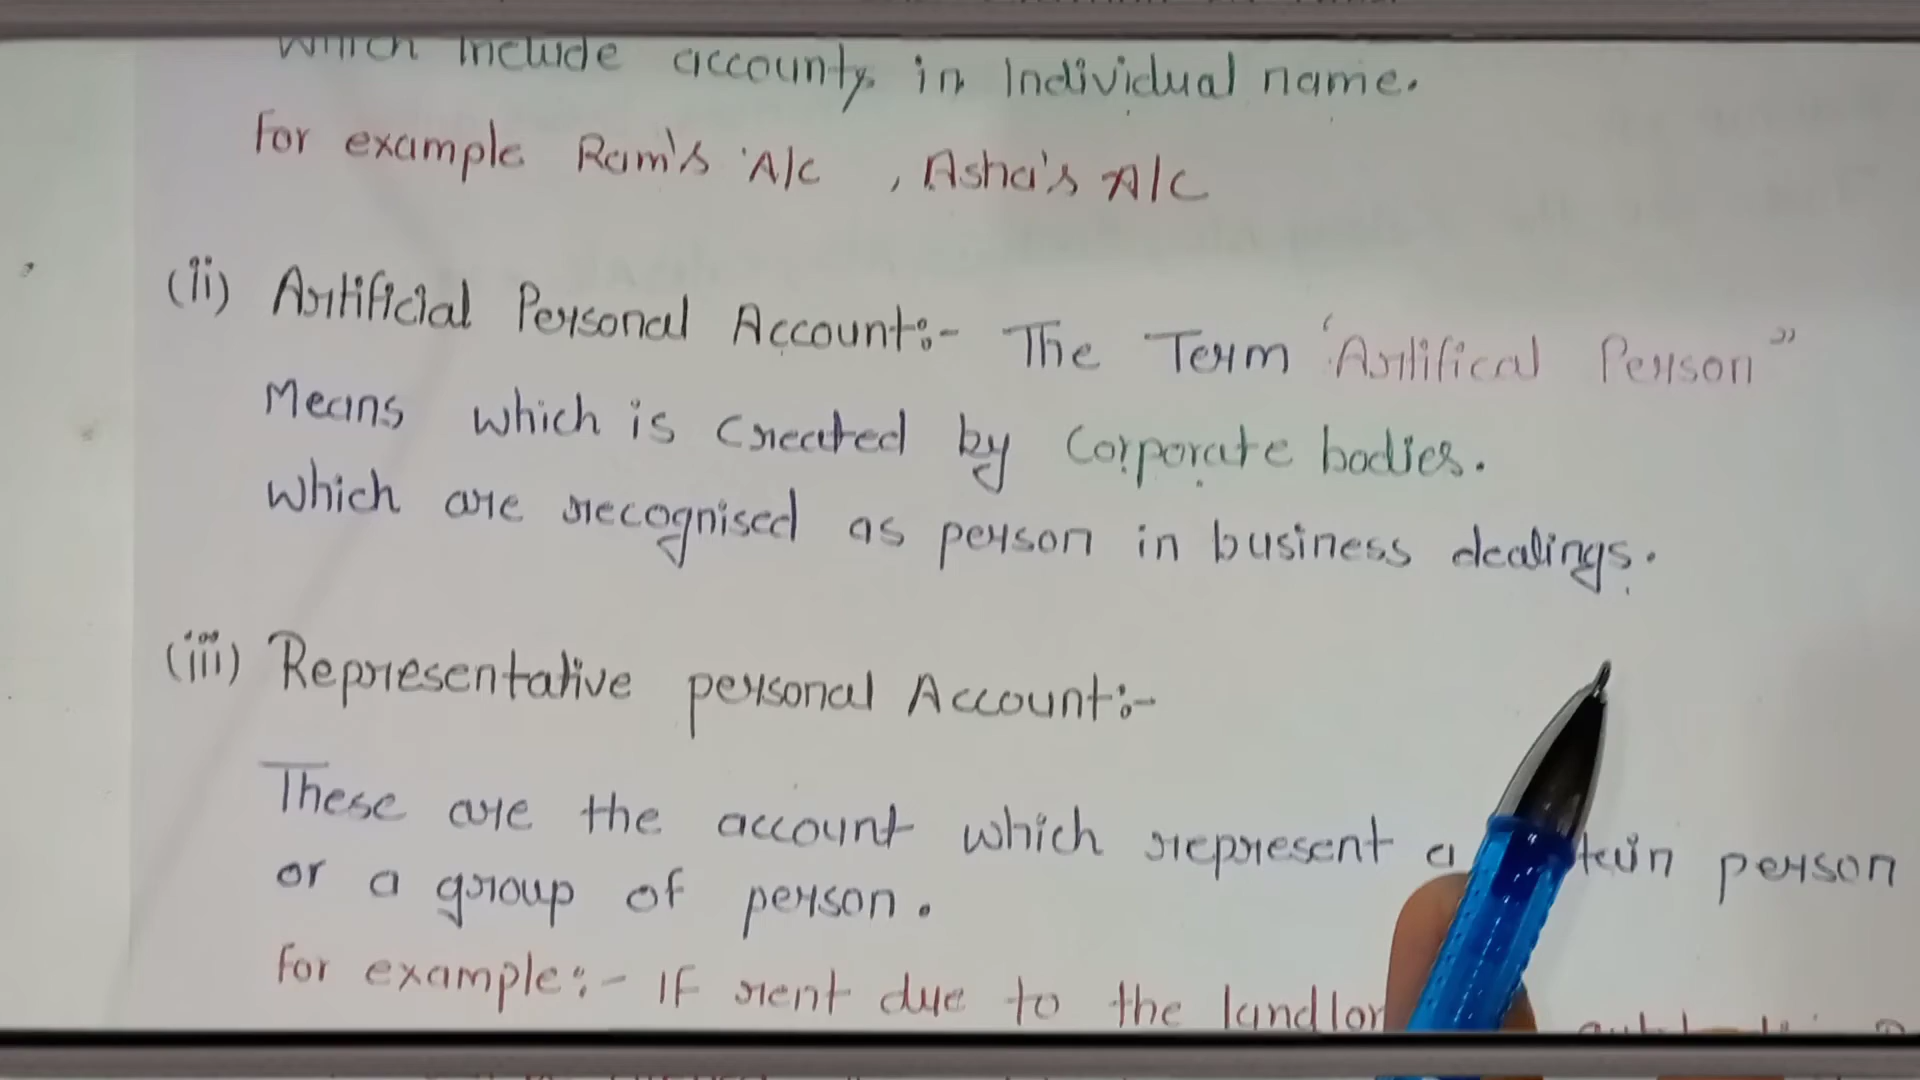 which include accounts in Individual name.
For example Ram's A/c , Asha's A/C
(ii) Artificial Personal Account:- The Term 'Artifical Person"
Means which is created by Corporate bodies.
which are recognised as person in business dealings.
(iii) Representative personal Account:-
These are the account which represent a person
or a group of person.
For example:- If rent due to the